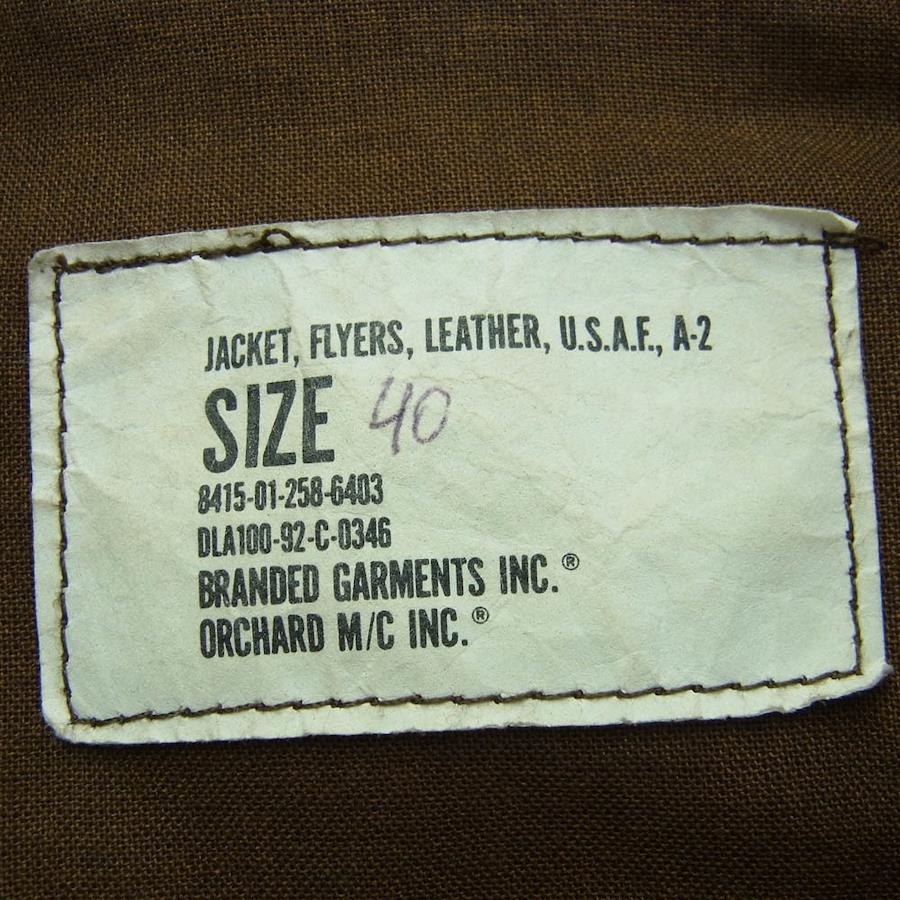 JACKET, FLYERS, LEATHER, U.S.A.F., A-2
SIZE 40
8415-01-258-6403
DLA100-92-C-0346
BRANDED GARMENTS INC.®
ORCHARD M/C INC.®